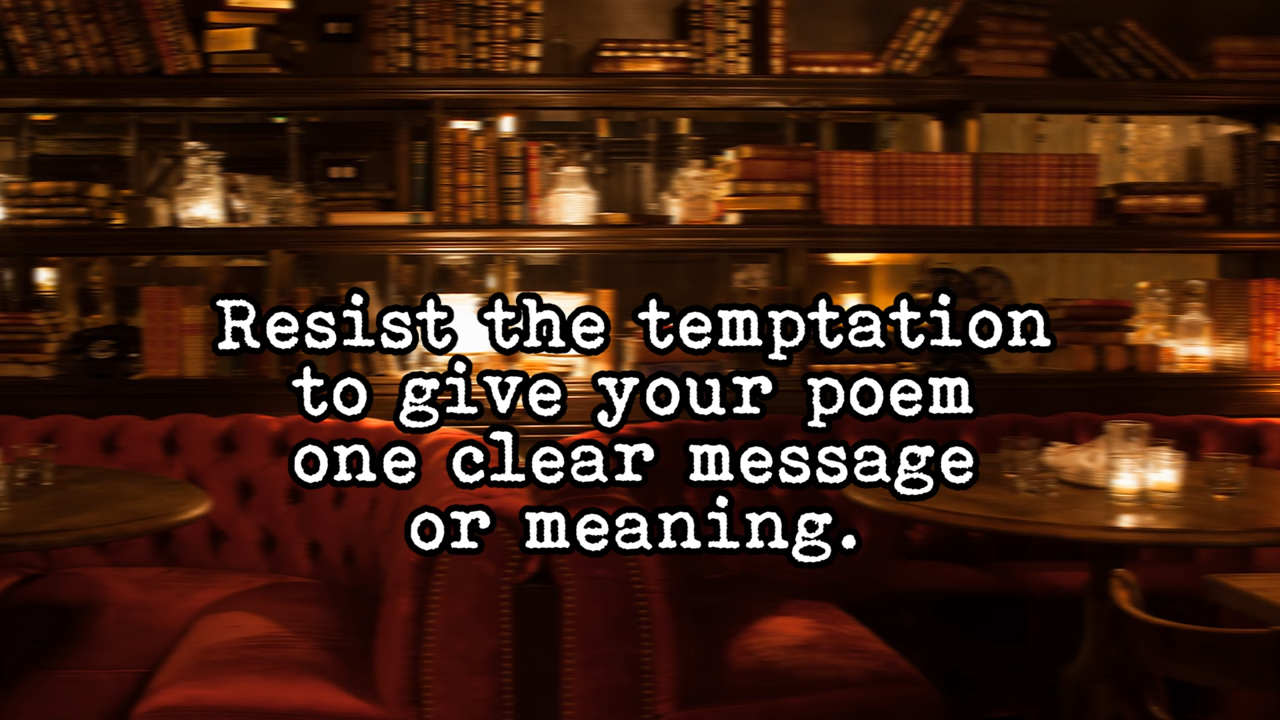 Resist the temptation
to give your poem
one clear message
or meaning.